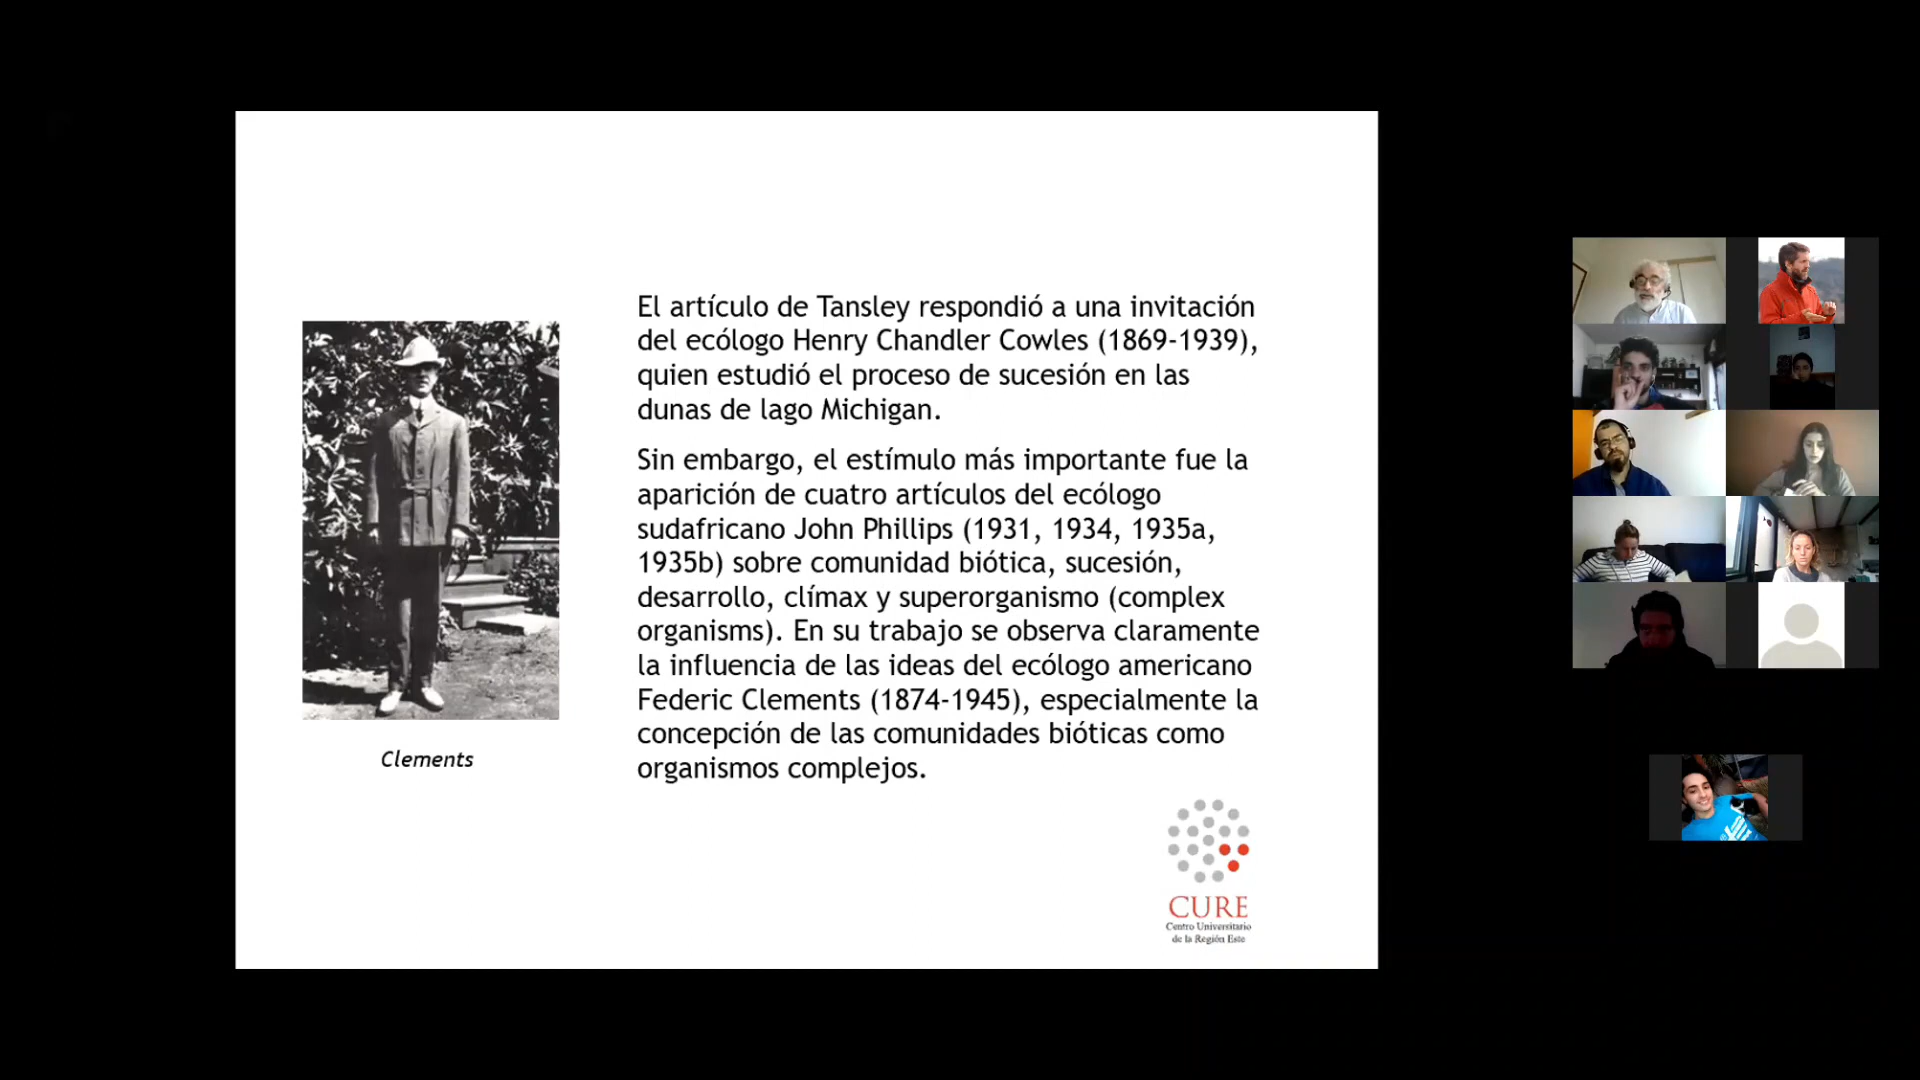 El artículo de Tansley respondió a una invitación
del ecólogo Henry Chandler Cowles (1869-1939),
quien estudió el proceso de sucesión en las
dunas de lago Michigan.
Sin embargo, el estímulo más importante fue la
aparición de cuatro artículos del ecólogo
sudafricano John Phillips (1931, 1934, 1935a,
1935b) sobre comunidad biótica, sucesión,
desarrollo, clímax y superorganismo (complex
organisms). En su trabajo se observa claramente
la influencia de las ideas del ecólogo americano
Federic Clements (1874-1945), especialmente la
concepción de las comunidades bióticas como
organismos complejos.
Clements
CURE
Centro Universitario
de la Región Este